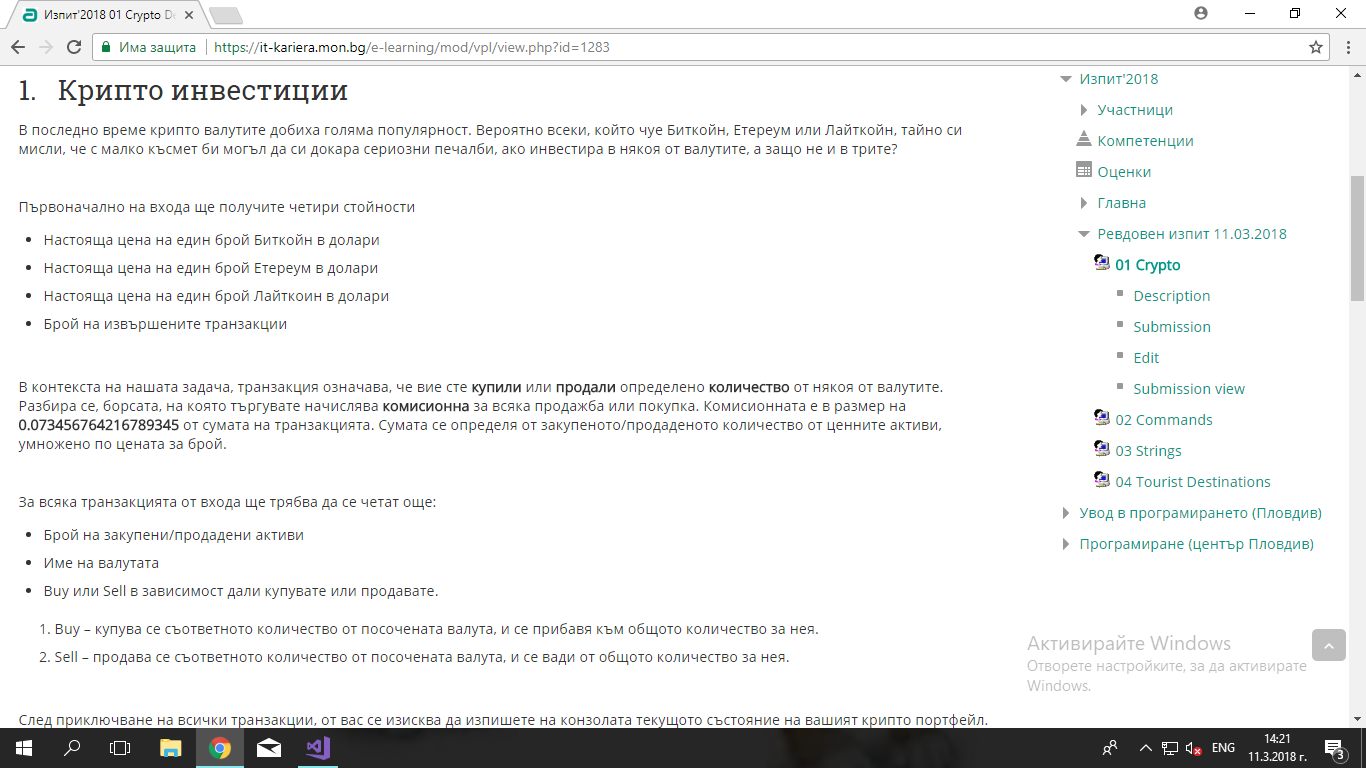 Изпит'2018 01 Crypto De
Има защита
https://it-kariera.mon.bg/e-learning/mod/vpl/view.php?id=1283
1. Крипто инвестиции
В последно време крипто валутите добиха голяма популярност. Вероятно всеки, който чуе Биткойн, Етереум или Лайткойн, тайно си
мисли, че с малко късмет би могъл да си докара сериозни печалби, ако инвестира в някоя от валутите, а защо не и в трите?
Първоначално на входа ще получите четири стойности
Настояща цена на един брой Биткойн в долари
Настояща цена на един брой Етереум в долари
Настояща цена на един брой Лайткоин в долари
Брой на извършените транзакции
В контекста на нашата задача, транзакция означава, че вие сте купили или продали определено количество от някоя от валутите.
Разбира се, борсата, на която търгувате начислява комисионна за всяка продажба или покупка. Комисионната е в размер на
0.073456764216789345 от сумата на транзакцията. Сумата се определя от закупеното/продаденото количество от ценните активи,
умножено по цената за брой.
За всяка транзакцията от входа ще трябва да се четат още:
Брой на закупени/продадени активи
Име на валутата
Buy или Sell в зависимост дали купувате или продавате.
1. Buy – купува се съответното количество от посочената валута, и се прибавя към общото количество за нея.
2. Sell – продава се съответното количество от посочената валута, и се вади от общото количество за нея.
След приключване на всички транзакции, от вас се изисква да изпишете на конзолата текущото състояние на вашият крипто портфейл.
Изпит'2018
Участници
Компетенции
Оценки
Главна
Ревдовен изпит 11.03.2018
01 Crypto
Description
Submission
Edit
Submission view
02 Commands
03 Strings
04 Tourist Destinations
Увод в програмирането (Пловдив)
Програмиране (център Пловдив)
Активирайте Windows
Отворете настройките, за да активирате
Windows.
ENG
14:21
11.3.2018 г.
3